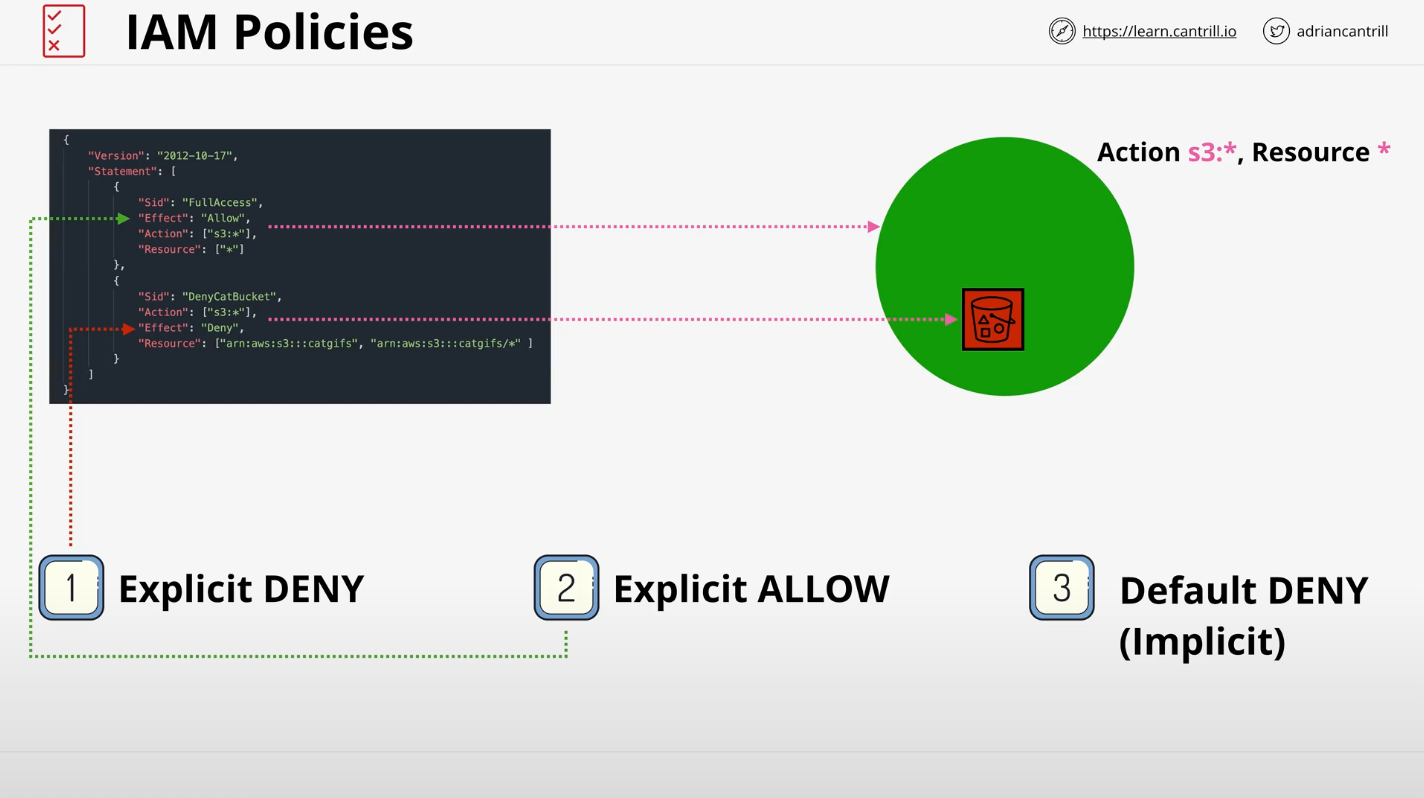 IAM Policies
https://learn.cantrill.io
adriancantrill
{
"Version": "2012-10-17",
"Statement": [
{
"Sid": "FullAccess",
"Effect": "Allow",
"Action": ["s3:*"],
"Resource": ["*"]
},
{
"Sid": "DenyCatBucket",
"Action": ["s3:*"],
"Effect": "Deny",
"Resource": ["arn:aws:s3:::catgifs", "arn:aws:s3:::catgifs/*" ]
}
]
}
Action s3:*, Resource *
1 Explicit DENY
2 Explicit ALLOW
3 Default DENY
(Implicit)